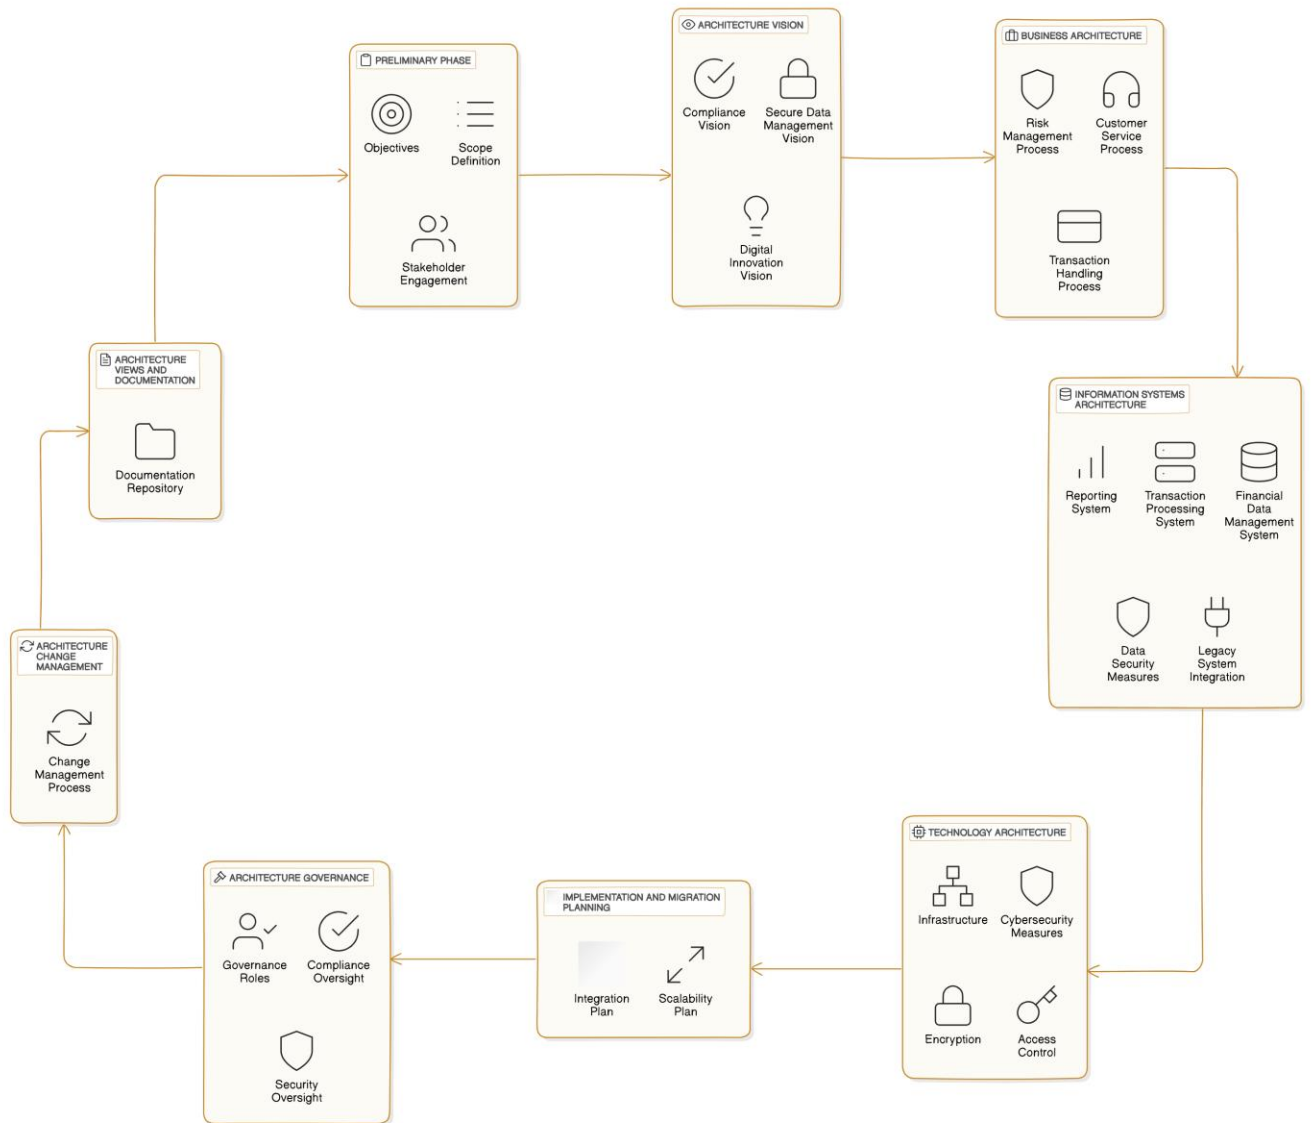 PRELIMINARY PHASE
Objectives
Scope
Definition
Stakeholder
Engagement
ARCHITECTURE VISION
Compliance
Vision
Secure Data
Management
Vision
Digital
Innovation
Vision
BUSINESS ARCHITECTURE
Risk
Management
Process
Customer
Service
Process
Transaction
Handling
Process
INFORMATION SYSTEMS
ARCHITECTURE
Reporting
System
Transaction
Processing
System
Financial
Data
Management
System
Data
Security
Measures
Legacy
System
Integration
TECHNOLOGY ARCHITECTURE
Infrastructure
Cybersecurity
Measures
Encryption
Access
Control
IMPLEMENTATION AND MIGRATION
PLANNING
Integration
Plan
Scalability
Plan
ARCHITECTURE GOVERNANCE
Governance
Roles
Compliance
Oversight
Security
Oversight
ARCHITECTURE
CHANGE
MANAGEMENT
Change
Management
Process
ARCHITECTURE
VIEWS AND
DOCUMENTATION
Documentation
Repository